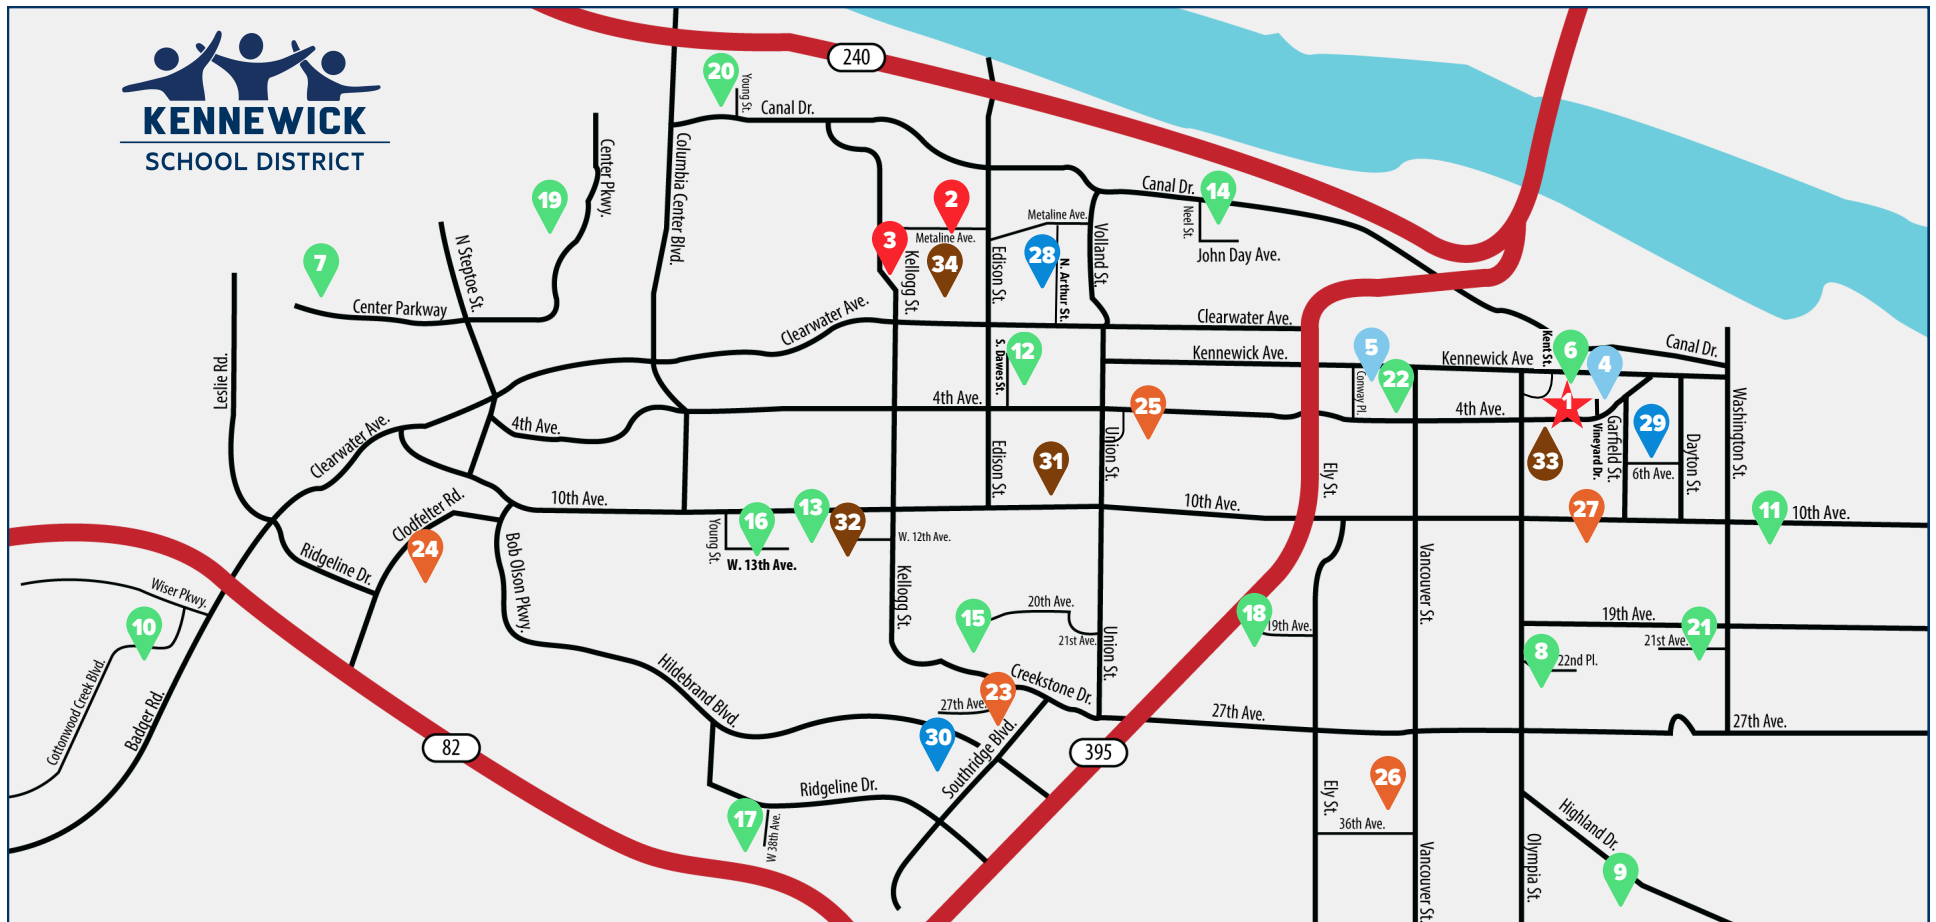 KENNEWICK
SCHOOL DISTRICT
240
20
Young St.
Canal Dr.
Center Pkwy.
Columbia Center Blvd.
19
2
Canal Dr.
14
Metaline Ave.
Neel St.
3
Metaline Ave.
N Steptoe St.
Volland St.
7
34
Kellogg St.
Edison St.
28
N. Arthur St.
John Day Ave.
Center Parkway
Clearwater Ave.
Clearwater Ave.
Kent St.
S. Dawes St.
12
Kennewick Ave.
5
Kennewick Ave
6
4
Canal Dr.
Leslie Rd.
Conway Pl.
22
4th Ave.
25
4th Ave.
1
Washington St.
4th Ave.
Clearwater Ave.
Union St.
Vineyard Dr.
Garfield St.
29
Dayton St.
Edison St.
31
33
6th Ave.
Ely St.
Clodfelter Rd.
10th Ave.
10th Ave.
16
13
32
27
11
10th Ave.
Young St.
W. 12th Ave.
24
Ridgeline Dr.
Bob Olson Pkwy.
W. 13th Ave.
Vancouver St.
Kellogg St.
Wiser Pkwy.
20th Ave.
10
15
18
19th Ave.
19th Ave.
21
21st Ave.
21st Ave.
Union St.
8
22nd Pl.
Hildebrand Blvd.
Creekstone Dr.
23
27th Ave.
27th Ave.
27th Ave.
Cottonwood Creek Blvd.
Badger Rd.
30
82
395
Southridge Blvd.
26
Ridgeline Dr.
Ely St.
17
W 38th Ave.
36th Ave.
Highland Dr.
Vancouver St.
Olympia St.
9